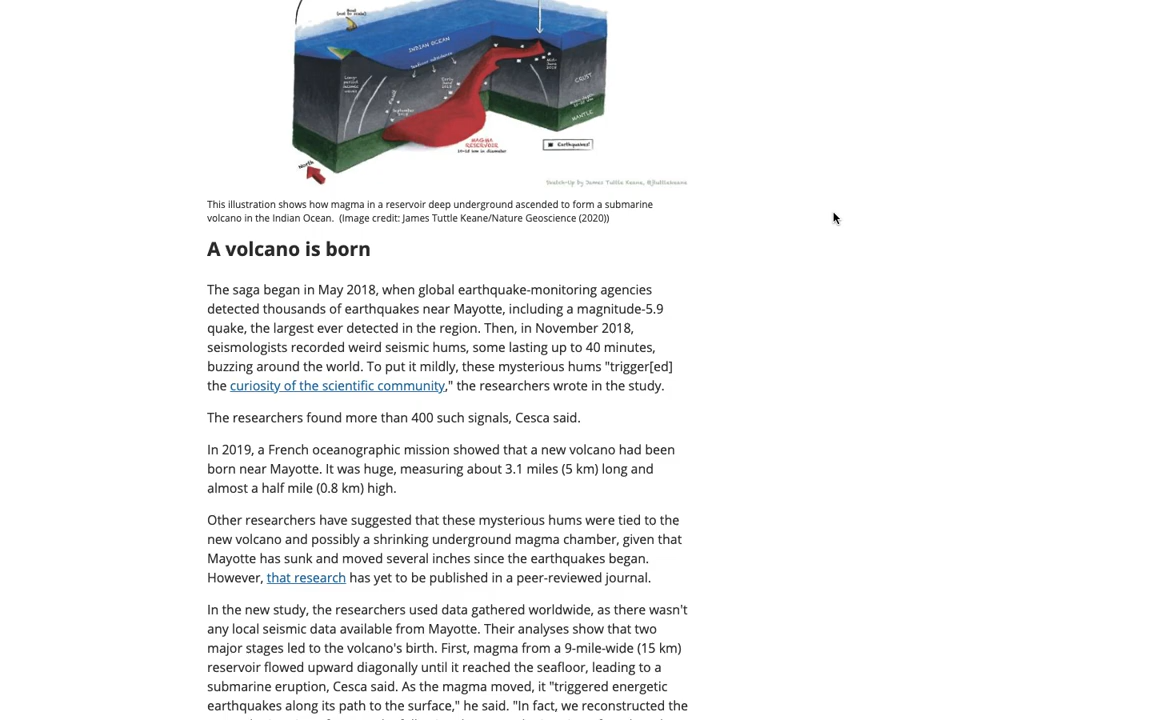 INDIAN OCEAN
CRUST
MANTLE
MAGMA
RESERVOIR
Earthquakes!
North
Sketch-Up by James Tuttle Keane, @jtuttlekeane
This illustration shows how magma in a reservoir deep underground ascended to form a submarine
volcano in the Indian Ocean.  (Image credit: James Tuttle Keane/Nature Geoscience (2020))
A volcano is born
The saga began in May 2018, when global earthquake-monitoring agencies
detected thousands of earthquakes near Mayotte, including a magnitude-5.9
quake, the largest ever detected in the region. Then, in November 2018,
seismologists recorded weird seismic hums, some lasting up to 40 minutes,
buzzing around the world. To put it mildly, these mysterious hums "trigger[ed]
the curiosity of the scientific community," the researchers wrote in the study.
The researchers found more than 400 such signals, Cesca said.
In 2019, a French oceanographic mission showed that a new volcano had been
born near Mayotte. It was huge, measuring about 3.1 miles (5 km) long and
almost a half mile (0.8 km) high.
Other researchers have suggested that these mysterious hums were tied to the
new volcano and possibly a shrinking underground magma chamber, given that
Mayotte has sunk and moved several inches since the earthquakes began.
However, that research has yet to be published in a peer-reviewed journal.
In the new study, the researchers used data gathered worldwide, as there wasn't
any local seismic data available from Mayotte. Their analyses show that two
major stages led to the volcano's birth. First, magma from a 9-mile-wide (15 km)
reservoir flowed upward diagonally until it reached the seafloor, leading to a
submarine eruption, Cesca said. As the magma moved, it "triggered energetic
earthquakes along its path to the surface," he said. "In fact, we reconstructed the